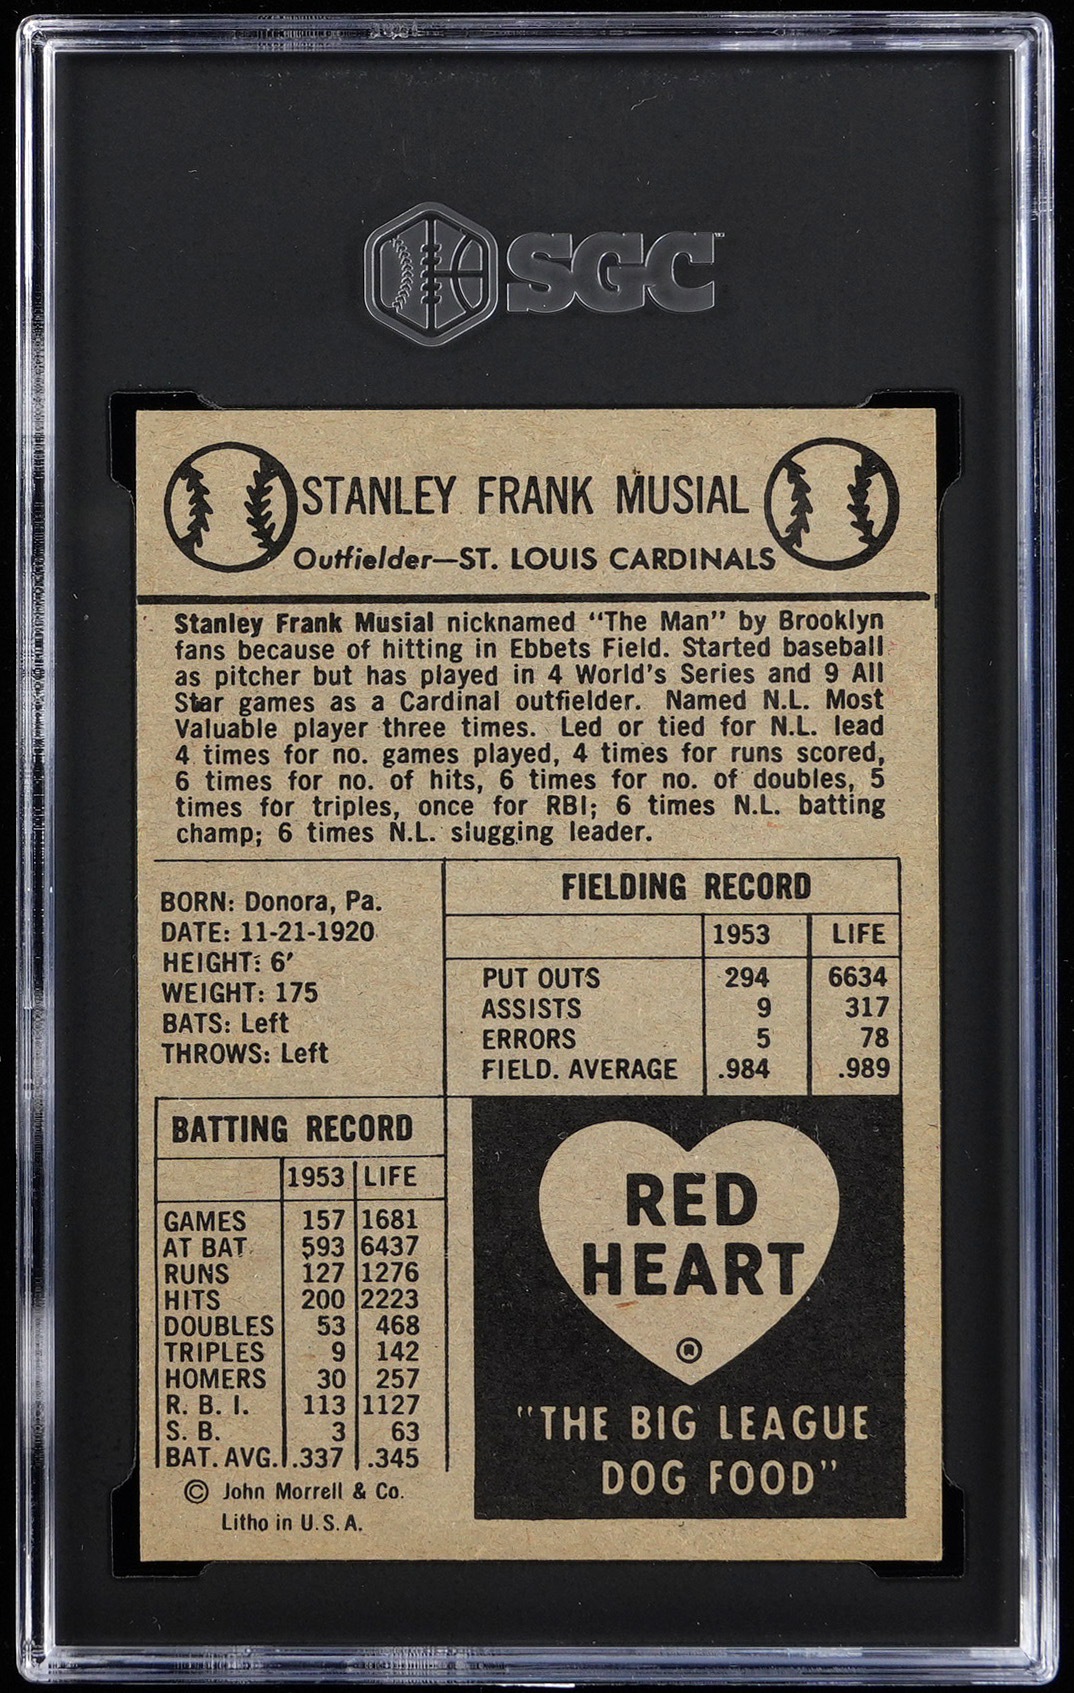 SGC
STANLEY FRANK MUSIAL
Outfielder—ST. LOUIS CARDINALS
Stanley Frank Musial nicknamed “The Man” by Brooklyn
fans because of hitting in Ebbets Field. Started baseball
as pitcher but has played in 4 World's Series and 9 All
Star games as a Cardinal outfielder. Named N.L. Most
Valuable player three times. Led or tied for N.L. lead
4 times for no. games played, 4 times for runs scored,
6 times for no. of hits, 6 times for no. of doubles, 5
times for triples, once for RBI; 6 times N.L. batting
champ; 6 times N.L. slugging leader.
BORN: Donora, Pa.
DATE: 11-21-1920
HEIGHT: 6′
WEIGHT: 175
BATS: Left
THROWS: Left
FIELDING RECORD
1953 LIFE
PUT OUTS 294 6634
ASSISTS 9 317
ERRORS 5 78
FIELD. AVERAGE .984 .989
BATTING RECORD
1953 LIFE
GAMES 157 1681
AT BAT 593 6437
RUNS 127 1276
HITS 200 2223
DOUBLES 53 468
TRIPLES 9 142
HOMERS 30 257
R. B. I. 113 1127
S. B. 3 63
BAT. AVG. .337 .345
© John Morrell & Co.
Litho in U.S.A.
RED
HEART
®
“THE BIG LEAGUE
DOG FOOD”